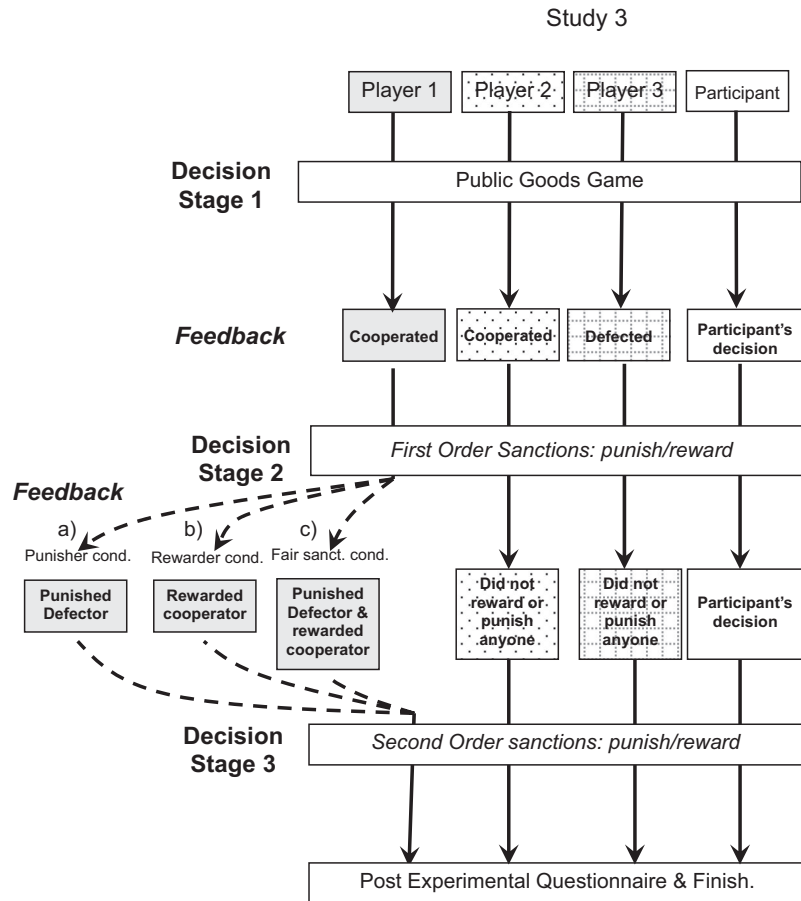 Study 3
Player 1
Player 2
Player 3
Participant
Decision
Stage 1
Public Goods Game
Feedback
Cooperated
Cooperated
Defected
Participant's
decision
Decision
Stage 2
First Order Sanctions: punish/reward
Feedback
a)
b)
c)
Punisher cond.
Rewarder cond.
Fair sanct. cond.
Punished
Defector
Rewarded
cooperator
Punished
Defector &
rewarded
cooperator
Did not
reward or
punish
anyone
Did not
reward or
punish
anyone
Participant's
decision
Decision
Stage 3
Second Order sanctions: punish/reward
Post Experimental Questionnaire & Finish.